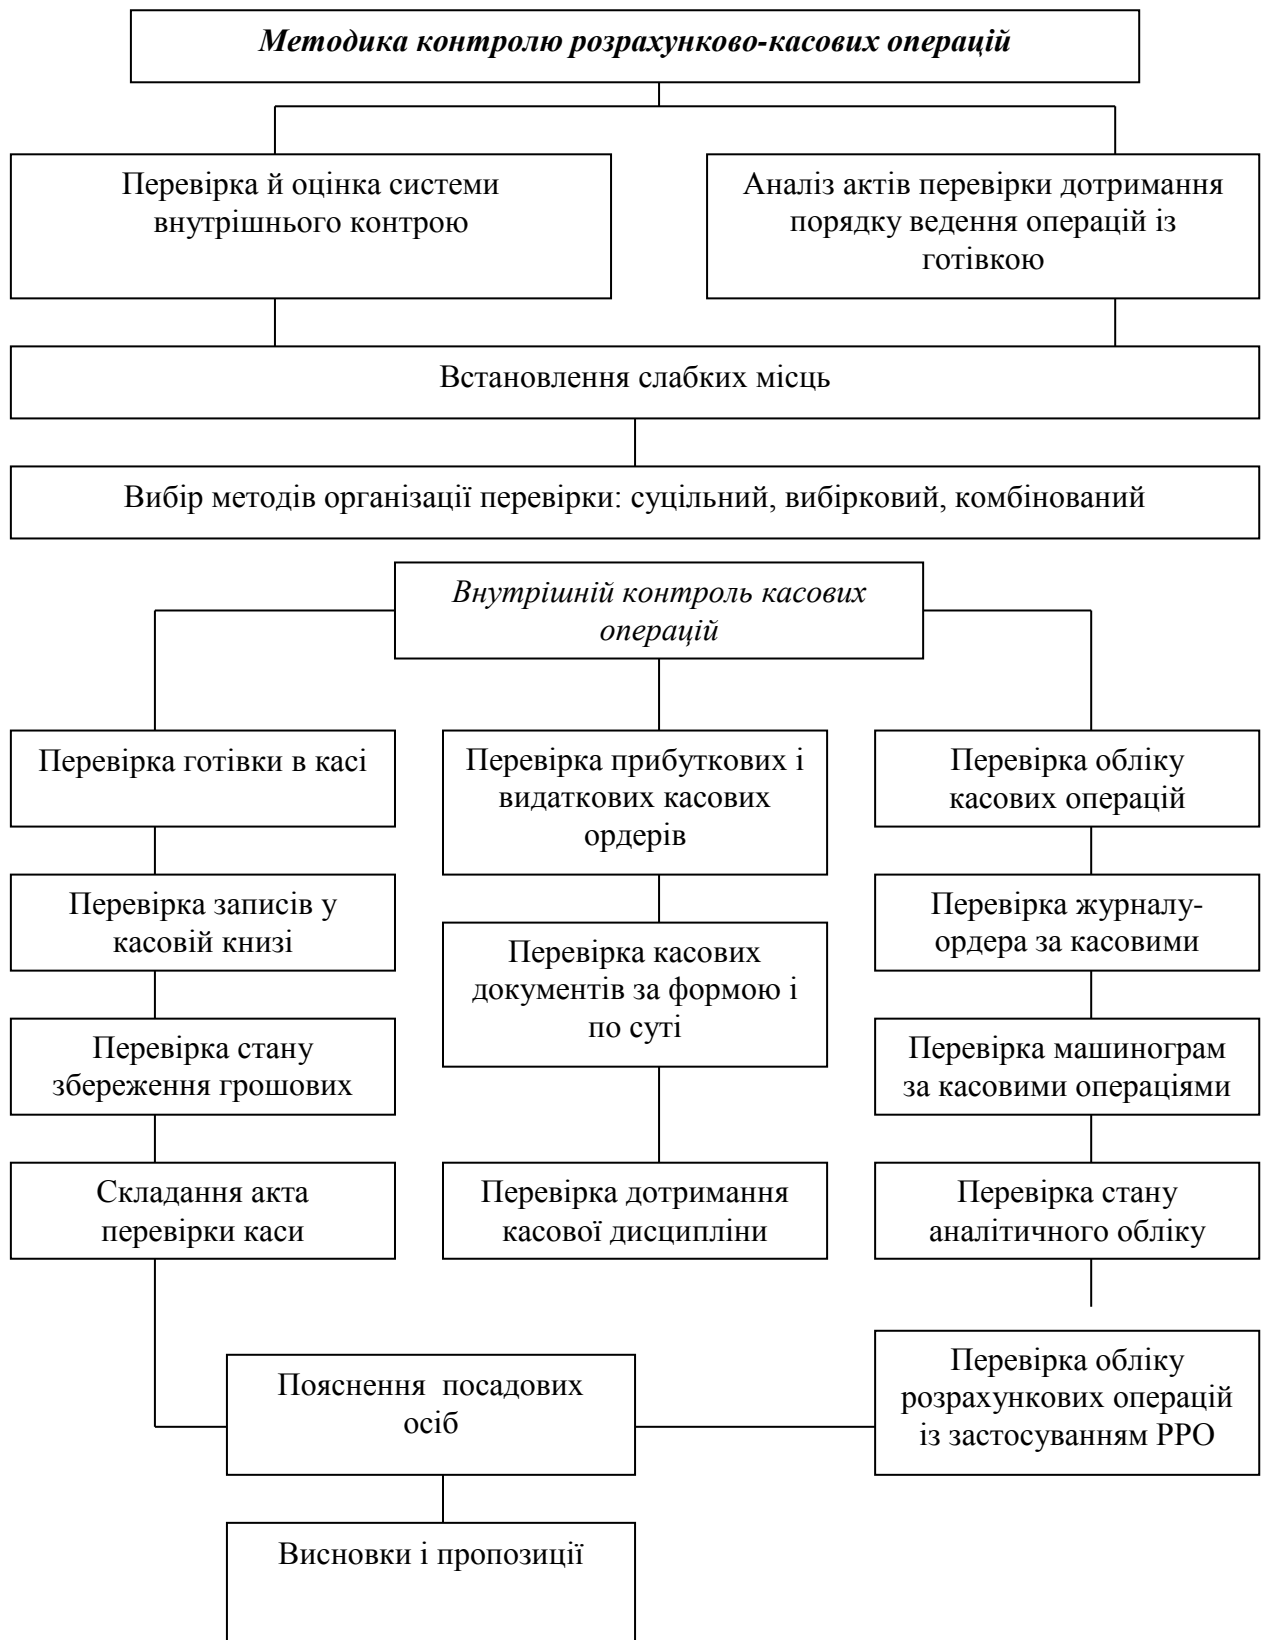 Методика контролю розрахунково-касових операцій
Перевірка й оцінка системи
внутрішнього контрою
Аналіз актів перевірки дотримання
порядку ведення операцій із
готівкою
Встановлення слабких місць
Вибір методів організації перевірки: суцільний, вибірковий, комбінований
Внутрішній контроль касових
операцій
Перевірка готівки в касі
Перевірка записів у
касовій книзі
Перевірка стану
збереження грошових
Складання акта
перевірки каси
Перевірка прибуткових і
видаткових касових
ордерів
Перевірка касових
документів за формою і
по суті
Перевірка дотримання
касової дисципліни
Перевірка обліку
касових операцій
Перевірка журналу-
ордера за касовими
Перевірка машинограм
за касовими операціями
Перевірка стану
аналітичного обліку
Перевірка обліку
розрахункових операцій
із застосуванням РРО
Пояснення посадових
осіб
Висновки і пропозиції